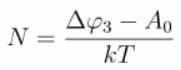 N = \frac{\Delta\varphi_3 - A_0}{kT}